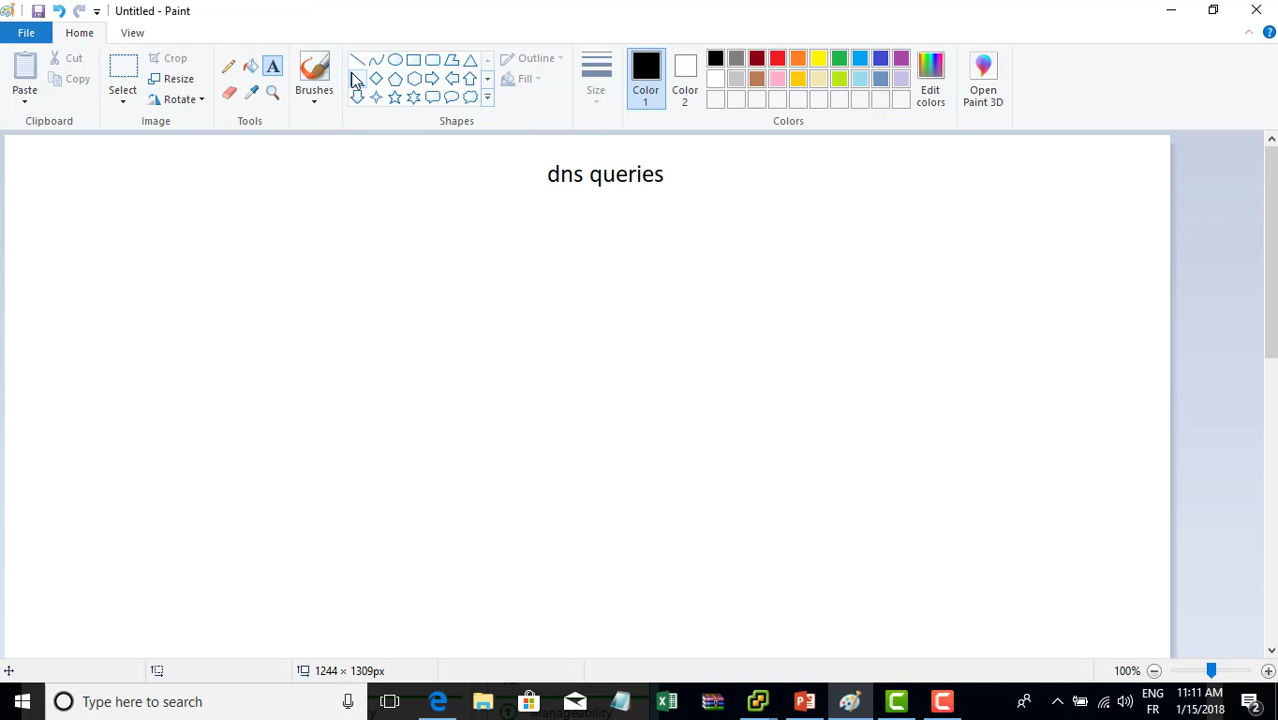 Untitled - Paint
File
Home
View
Paste
Cut
Copy
Clipboard
Select
Crop
Resize
Rotate
Image
A
Tools
Brushes
Shapes
Outline
Fill
Size
Color 1
Color 2
Edit colors
Colors
Open Paint 3D
dns queries
1244 × 1309px
100%
Type here to search
Manageability
ENG
FR
11:11 AM
1/15/2018
2